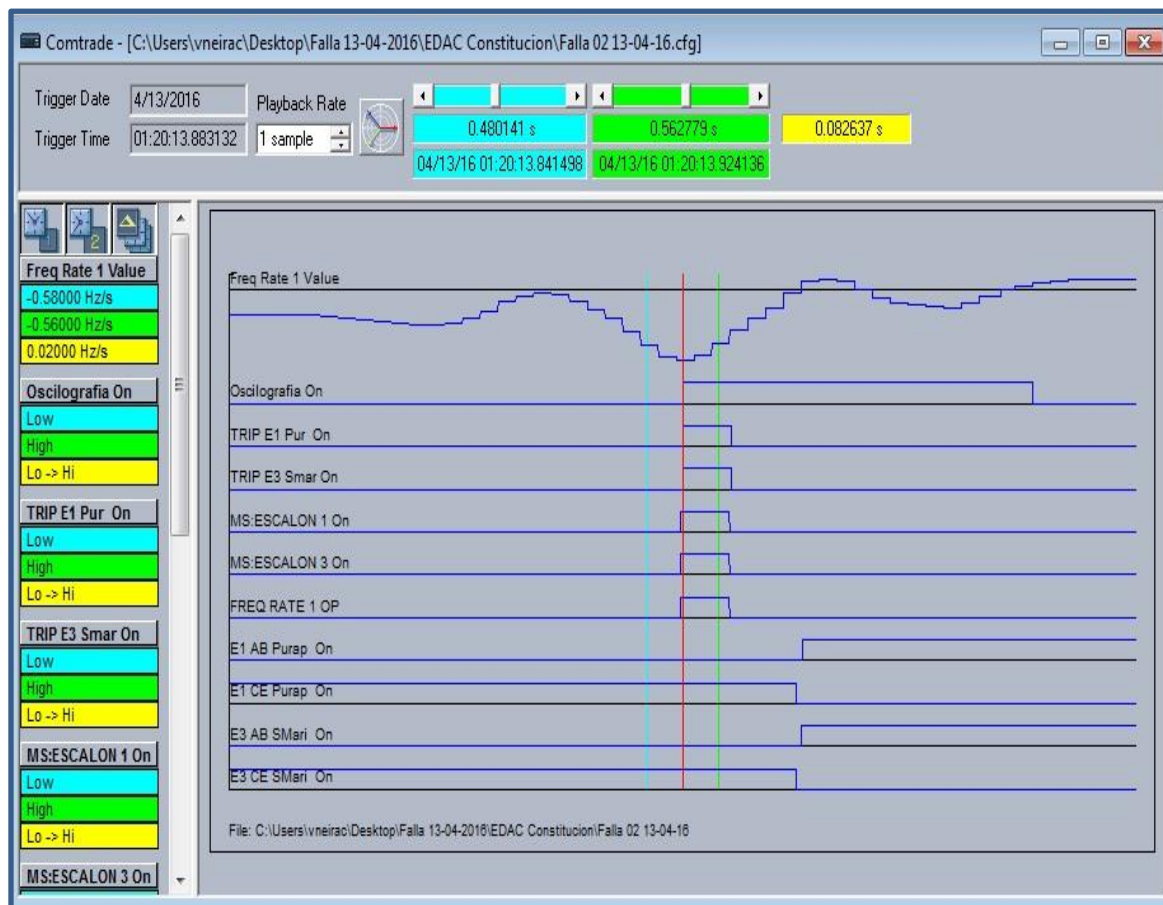 Comtrade - [C:\Users\vneirac\Desktop\Falla 13-04-2016\EDAC Constitucion\Falla 02 13-04-16.cfg]
Trigger Date 4/13/2016 Playback Rate
Trigger Time 01:20:13.883132 1 sample
0.480141 s 0.562779 s 0.082637 s
04/13/16 01:20:13.841498 04/13/16 01:20:13.924136
1 2
Freq Rate 1 Value
-0.58000 Hz/s
-0.56000 Hz/s
0.02000 Hz/s
Oscilografia On
Low
High
Lo -> Hi
TRIP E1 Pur On
Low
High
Lo -> Hi
TRIP E3 Smar On
Low
High
Lo -> Hi
MS:ESCALON 1 On
Low
High
Lo -> Hi
MS:ESCALON 3 On
Freq Rate 1 Value
Oscilografia On
TRIP E1 Pur On
TRIP E3 Smar On
MS:ESCALON 1 On
MS:ESCALON 3 On
FREQ RATE 1 OP
E1 AB Purap On
E1 CE Purap On
E3 AB SMari On
E3 CE SMari On
File: C:\Users\vneirac\Desktop\Falla 13-04-2016\EDAC Constitucion\Falla 02 13-04-16